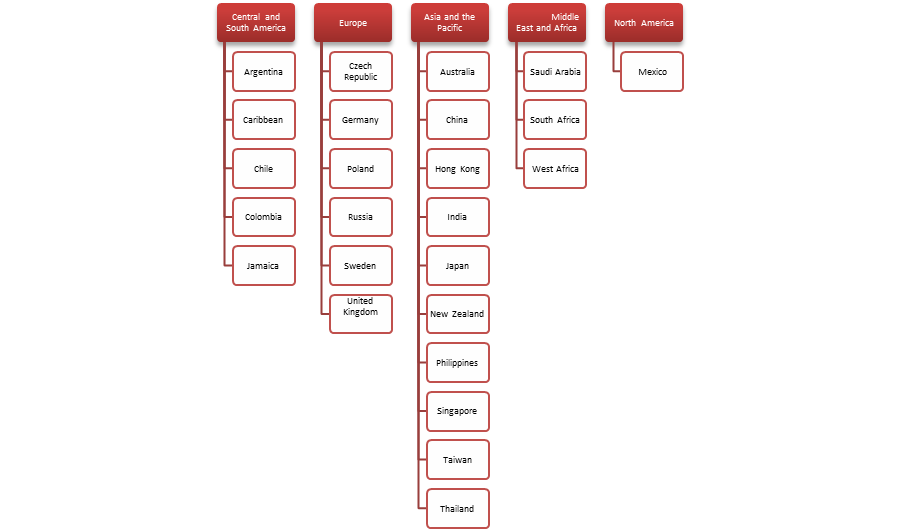 Central and
South America
Argentina
Caribbean
Chile
Colombia
Jamaica
Europe
Czech
Republic
Germany
Poland
Russia
Sweden
United
Kingdom
Asia and the
Pacific
Australia
China
Hong Kong
India
Japan
New Zealand
Philippines
Singapore
Taiwan
Thailand
Middle
East and Africa
Saudi Arabia
South Africa
West Africa
North America
Mexico